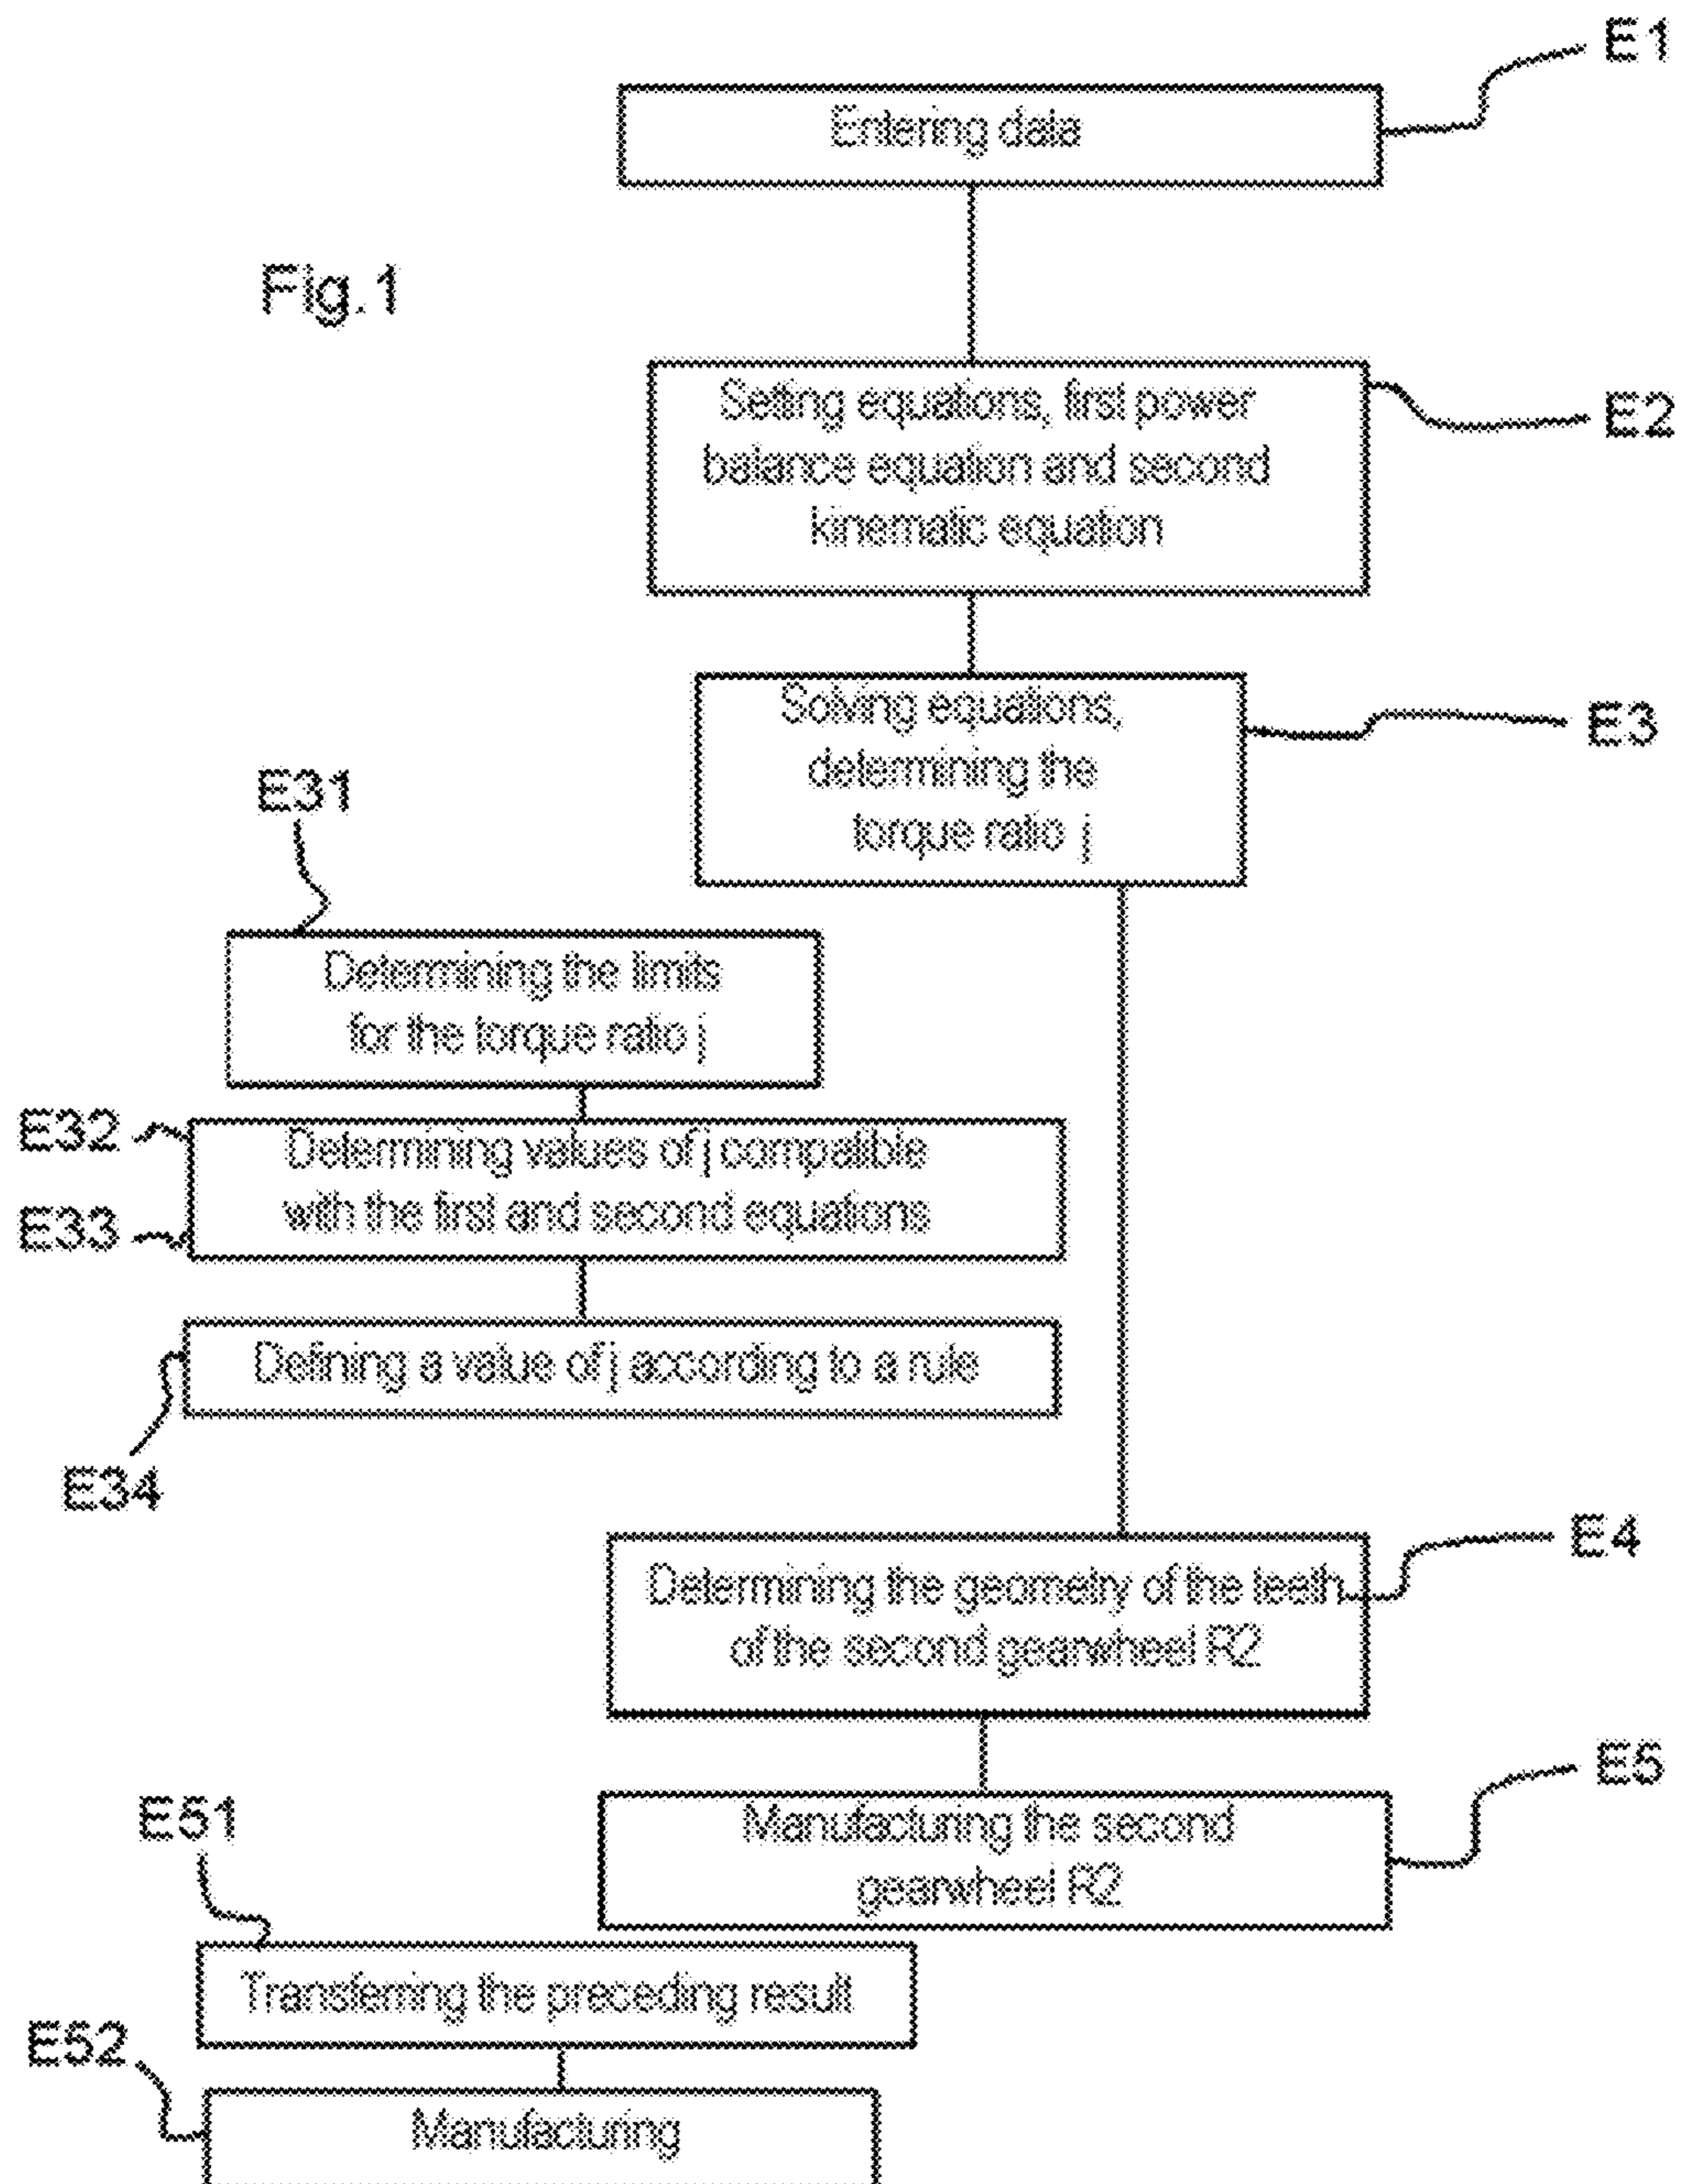 E1
Entering data
Fig.1
Setting equations, first power
balance equation and second
kinematic equation
E2
Solving equations,
determining the
torque ratio j
E3
E31
Determining the limits
for the torque ratio j
E32
Determining values of j compatible
with the first and second equations
E33
Defining a value of j according to a rule
E34
E4
Determining the geometry of the teeth
of the second gearwheel R2
E5
Manufacturing the second
gearwheel R2
E51
Transferring the preceding result
E52
Manufacturing